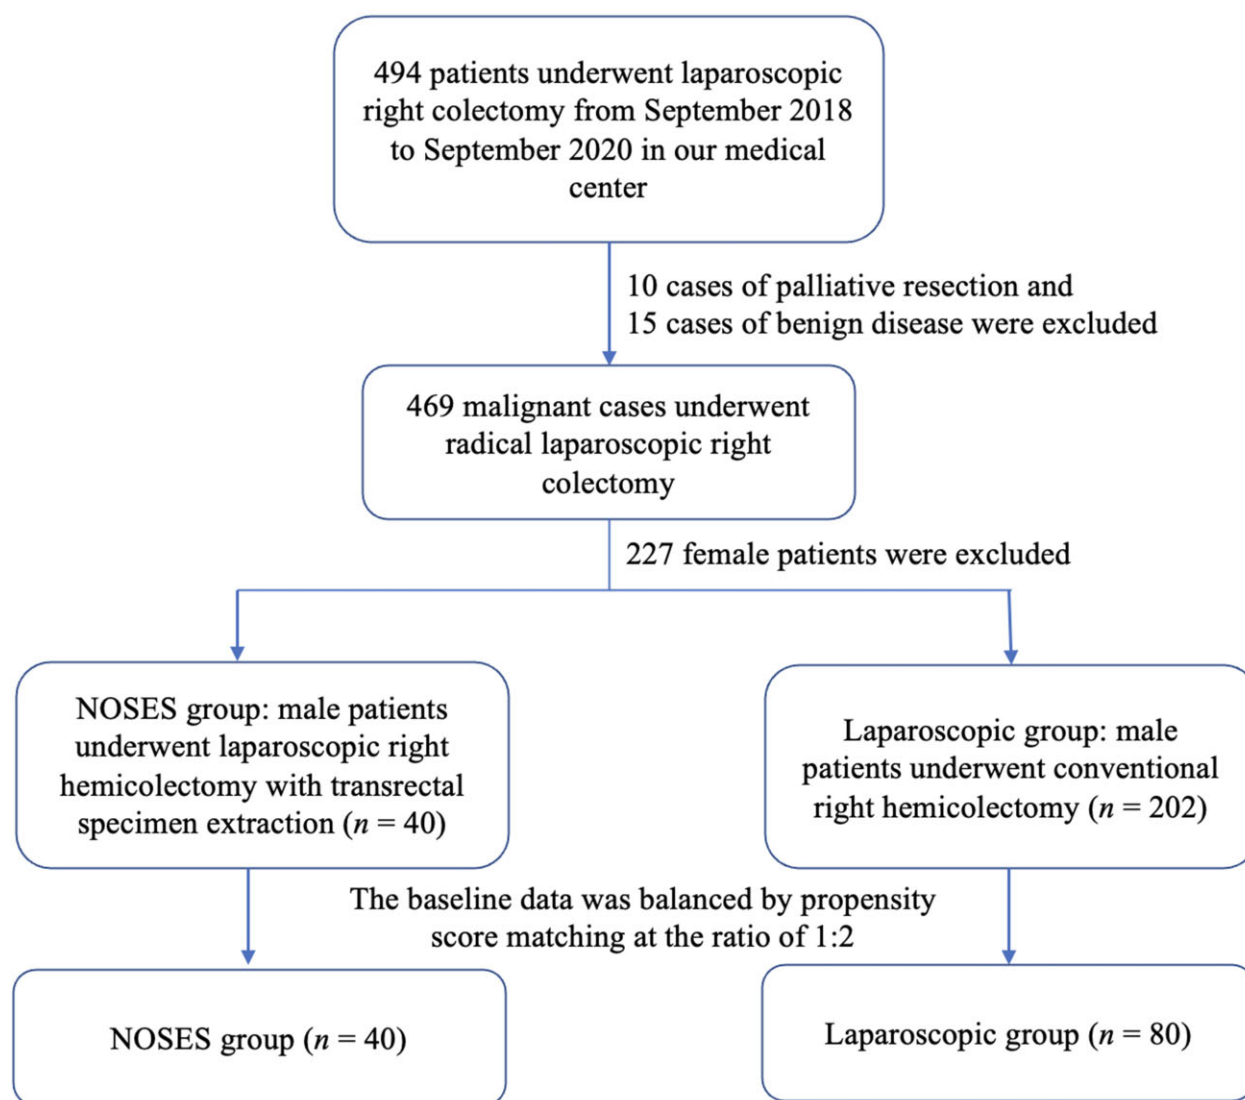 494 patients underwent laparoscopic
right colectomy from September 2018
to September 2020 in our medical
center
10 cases of palliative resection and
15 cases of benign disease were excluded
469 malignant cases underwent
radical laparoscopic right
colectomy
227 female patients were excluded
NOSES group: male patients
underwent laparoscopic right
hemicolectomy with transrectal
specimen extraction (n = 40)
Laparoscopic group: male
patients underwent conventional
right hemicolectomy (n = 202)
The baseline data was balanced by propensity
score matching at the ratio of 1:2
NOSES group (n = 40)
Laparoscopic group (n = 80)